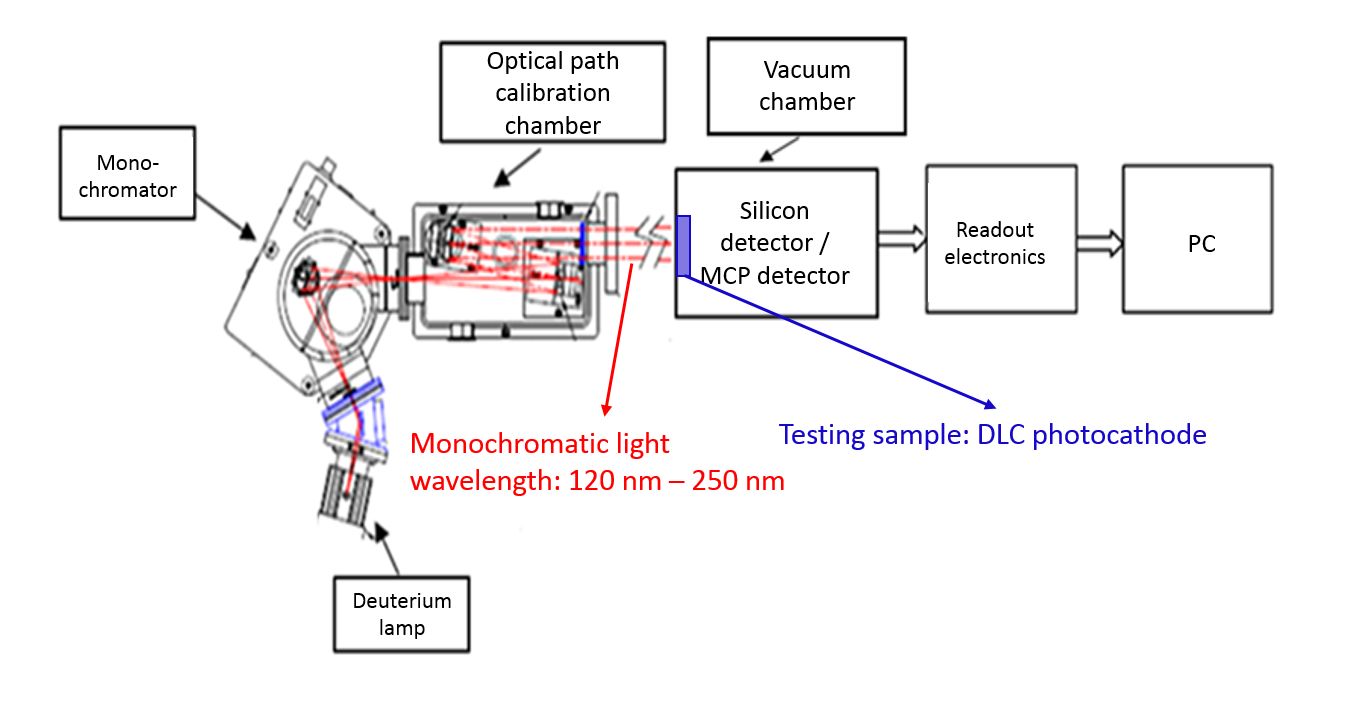 Optical path
calibration
chamber
Vacuum
chamber
Mono-
chromator
Silicon
detector /
MCP detector
Readout
electronics
PC
Monochromatic light
wavelength: 120 nm – 250 nm
Testing sample: DLC photocathode
Deuterium
lamp